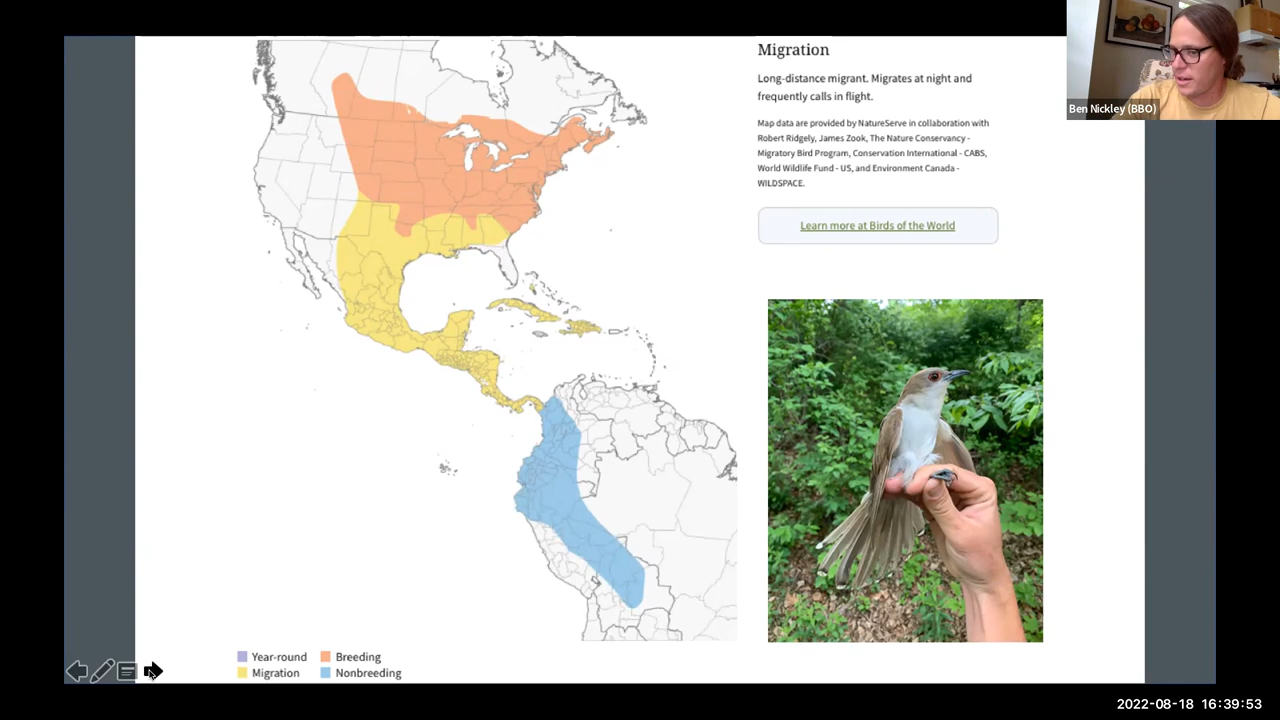 Migration
Long-distance migrant. Migrates at night and
frequently calls in flight.
Map data are provided by NatureServe in collaboration with
Robert Ridgely, James Zook, The Nature Conservancy -
Migratory Bird Program, Conservation International - CABS,
World Wildlife Fund - US, and Environment Canada -
WILDSPACE.
Learn more at Birds of the World
Ben Nickley (BBO)
Year-round
Breeding
Migration
Nonbreeding
2022-08-18 16:39:53